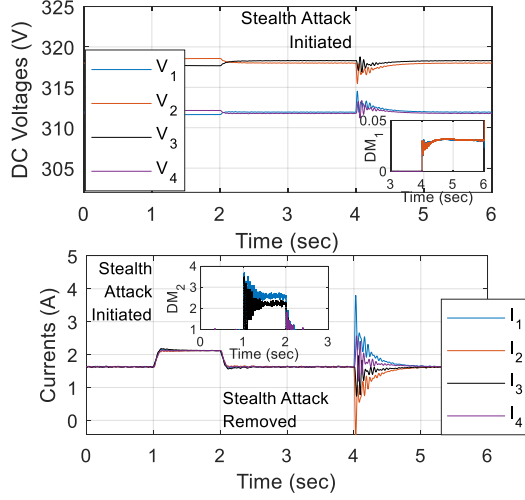 DC Voltages (V)
325
320
315
310
305
Stealth Attack
Initiated
V1
V2
V3
V4
DM1
0.05
0
3 4 5 6
Time (sec)
0 1 2 3 4 5 6
Time (sec)
Currents (A)
5
4
3
2
1
0
Stealth
Attack
Initiated
DM2
4
3
2
1
0 1 2 3
Time (sec)
Stealth Attack
Removed
I1
I2
I3
I4
0 1 2 3 4 5 6
Time (sec)